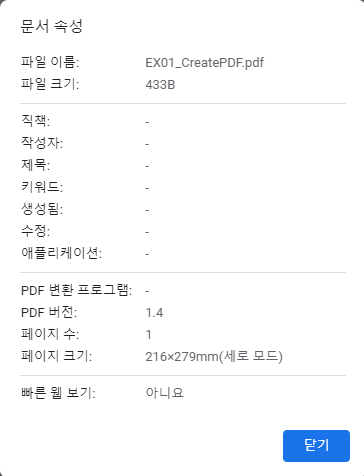 문서 속성
파일 이름: EX01_CreatePDF.pdf
파일 크기: 433B
직책: -
작성자: -
제목: -
키워드: -
생성됨: -
수정: -
애플리케이션: -
PDF 변환 프로그램: -
PDF 버전: 1.4
페이지 수: 1
페이지 크기: 216×279mm(세로 모드)
빠른 웹 보기: 아니요
닫기